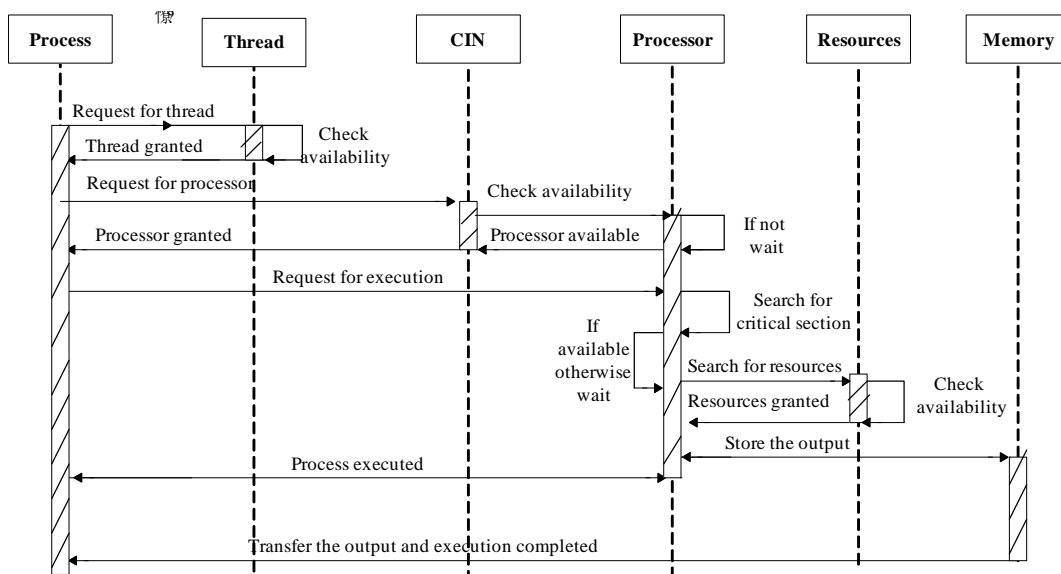 Process
Thread
CIN
Processor
Resources
Memory
Request for thread
Check
availability
Thread granted
Request for processor
Check availability
If not
wait
Processor granted
Processor available
Request for execution
Search for
critical section
If
available
otherwise
wait
Search for resources
Check
availability
Resources granted
Store the output
Process executed
Transfer the output and execution completed